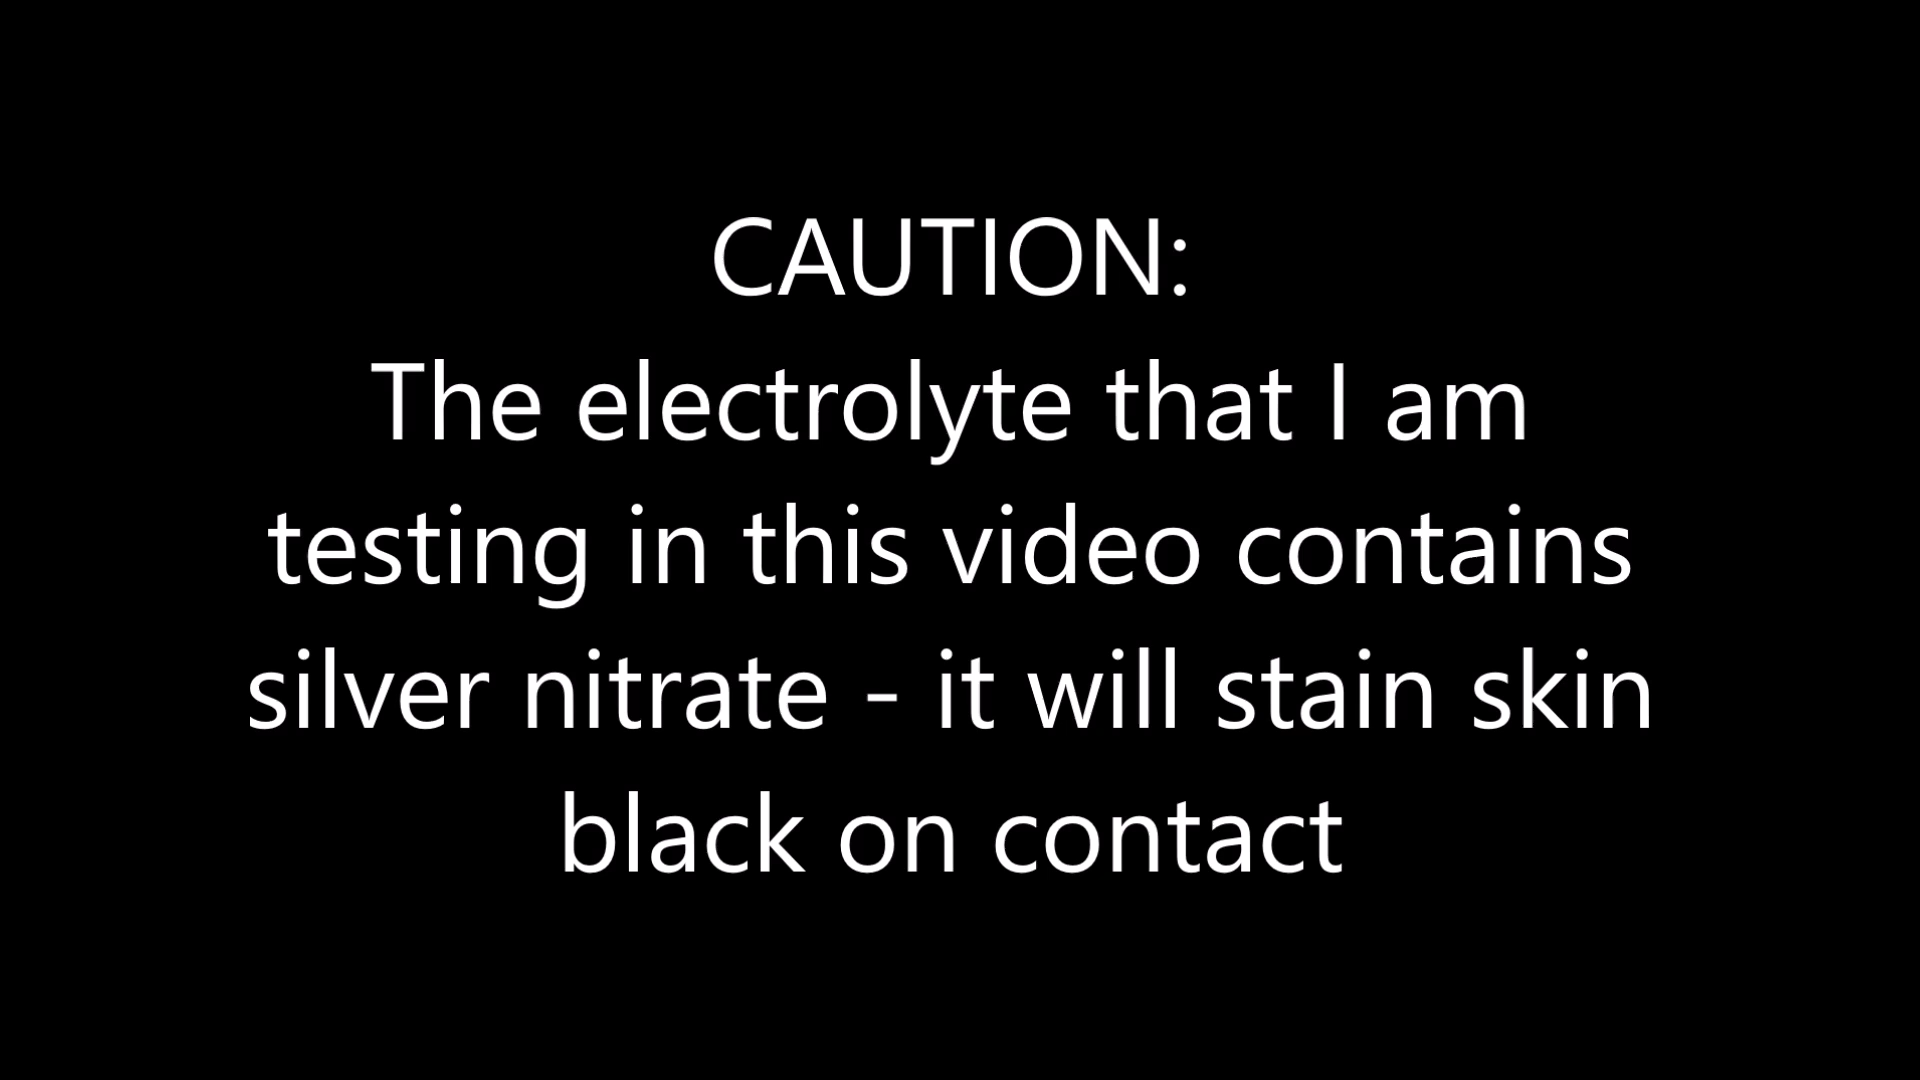 CAUTION:
The electrolyte that I am
testing in this video contains
silver nitrate - it will stain skin
black on contact